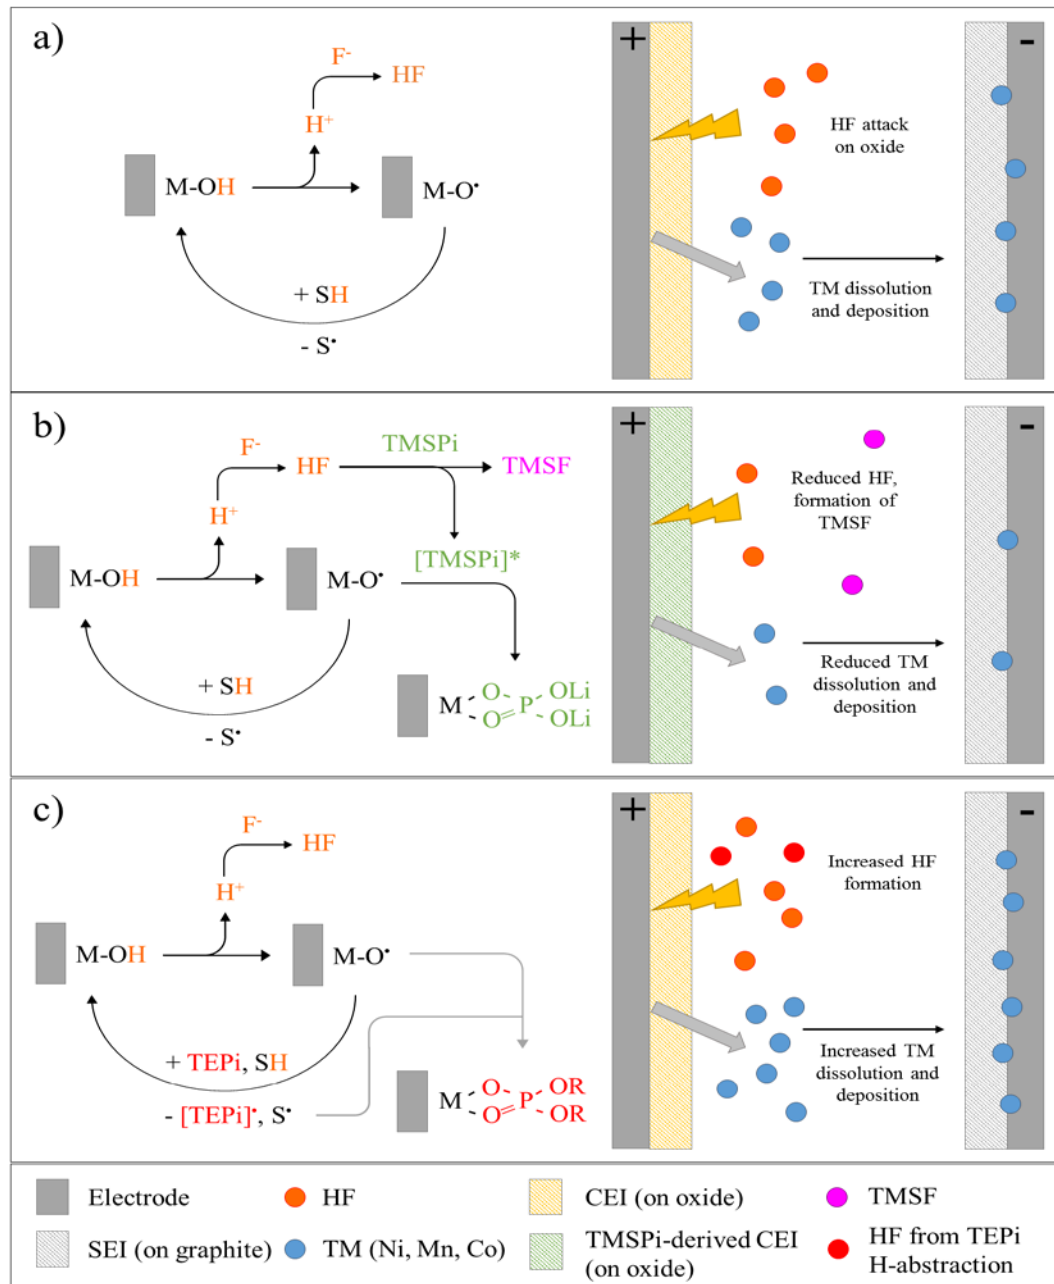 a)
F-
HF
H+
M-OH
M-O•
+ SH
- S•
+
-
HF attack
on oxide
TM dissolution
and deposition
b)
F-
HF
TMSPi
TMSF
H+
[TMSPi]*
M-OH
M-O•
+ SH
- S•
M
O
O
P
OLi
OLi
+
-
Reduced HF,
formation of
TMSF
Reduced TM
dissolution and
deposition
c)
F-
HF
H+
M-OH
M-O•
+ TEPi, SH
- [TEPi]•, S•
M
O
O
P
OR
OR
+
-
Increased HF
formation
Increased TM
dissolution and
deposition
Electrode
HF
CEI (on oxide)
TMSF
SEI (on graphite)
TM (Ni, Mn, Co)
TMSPi-derived CEI
(on oxide)
HF from TEPi
H-abstraction